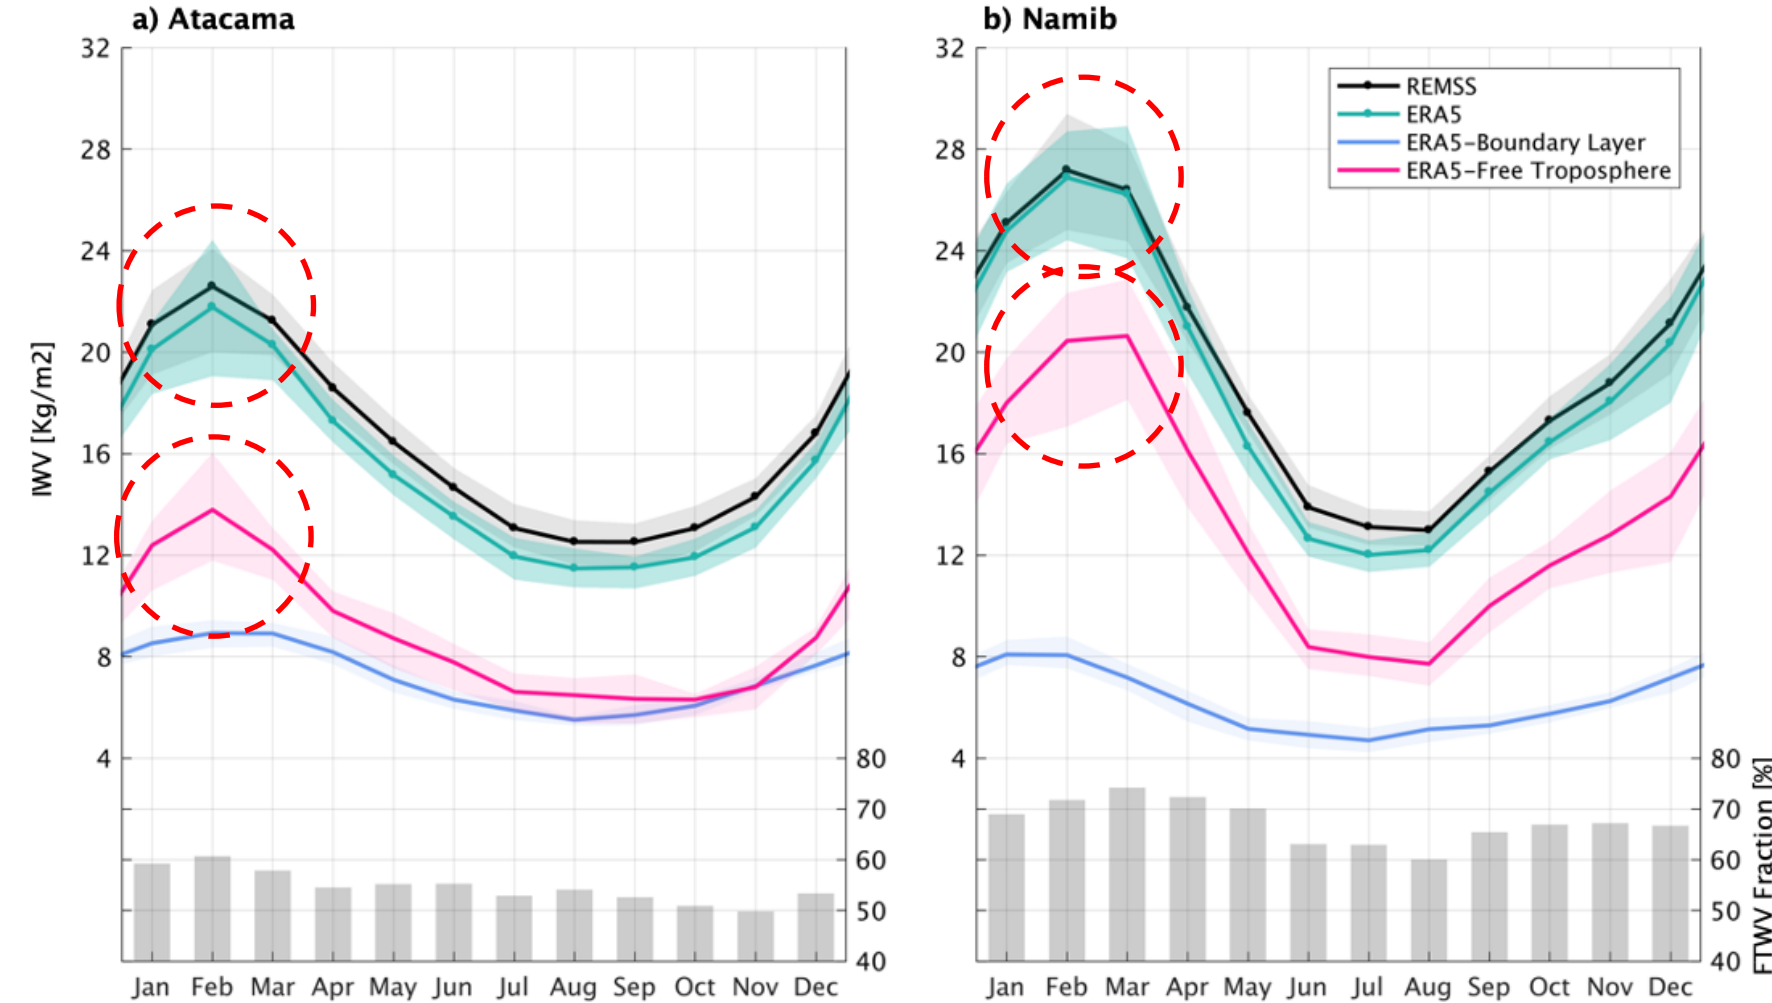 a) Atacama
b) Namib
IWV [Kg/m2]
32
28
24
20
16
12
8
4
80
70
60
50
40
Jan Feb Mar Apr May Jun Jul Aug Sep Oct Nov Dec
32
28
24
20
16
12
8
4
REMSS
ERA5
ERA5-Boundary Layer
ERA5-Free Troposphere
80
70
60
50
40
FTWV Fraction [%]
Jan Feb Mar Apr May Jun Jul Aug Sep Oct Nov Dec